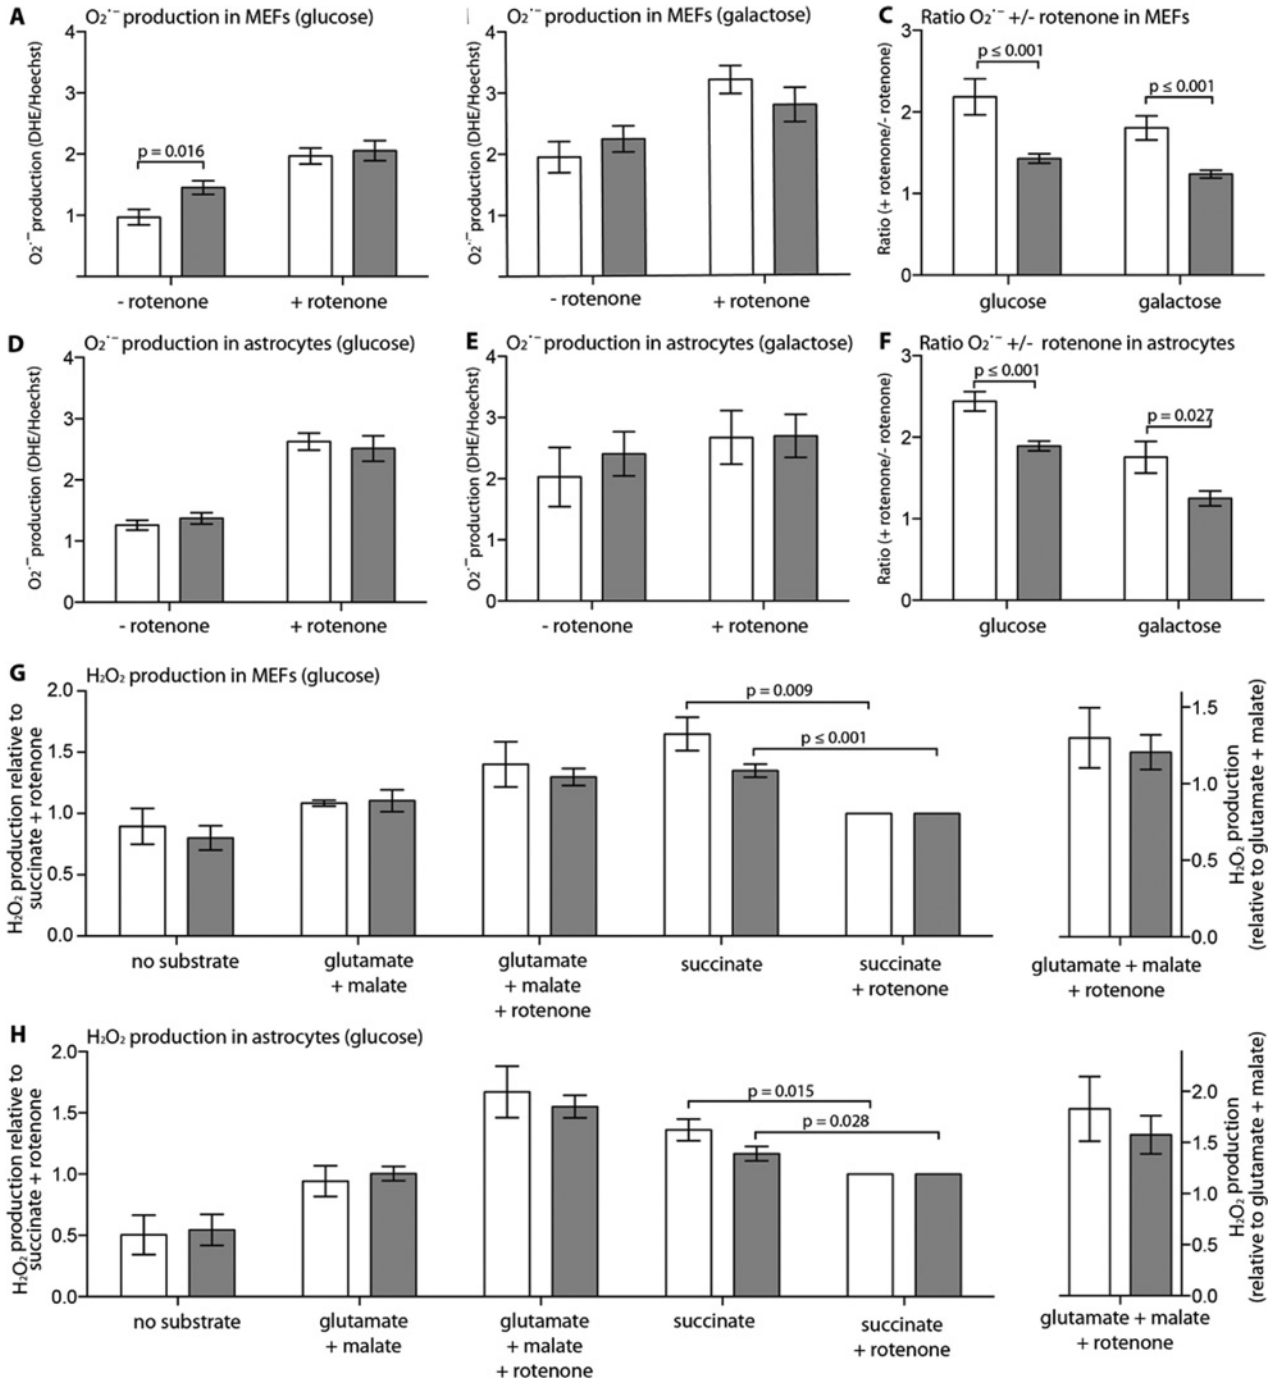 A O₂˙⁻ production in MEFs (glucose)
O₂˙⁻ production (DHE/Hoechst)
4
3
2
1
p = 0.016
- rotenone + rotenone
O₂˙⁻ production in MEFs (galactose)
O₂˙⁻ production (DHE/Hoechst)
4
3
2
1
- rotenone + rotenone
C Ratio O₂˙⁻ +/- rotenone in MEFs
Ratio (+ rotenone/- rotenone)
3
2
1
0
p ≤ 0.001
p ≤ 0.001
glucose galactose
D O₂˙⁻ production in astrocytes (glucose)
O₂˙⁻ production (DHE/Hoechst)
4
3
2
1
0
- rotenone + rotenone
E O₂˙⁻ production in astrocytes (galactose)
O₂˙⁻ production (DHE/Hoechst)
4
3
2
1
0
- rotenone + rotenone
F Ratio O₂˙⁻ +/- rotenone in astrocytes
Ratio (+ rotenone/- rotenone)
3
2
1
0
p ≤ 0.001
p = 0.027
glucose galactose
G H₂O₂ production in MEFs (glucose)
H₂O₂ production relative to
succinate + rotenone
2.0
1.5
1.0
0.5
0.0
p = 0.009
p ≤ 0.001
no substrate
glutamate
+ malate
glutamate
+ malate
+ rotenone
succinate
succinate
+ rotenone
1.5
1.0
0.5
0.0
H₂O₂ production
(relative to glutamate + malate)
glutamate + malate
+ rotenone
H H₂O₂ production in astrocytes (glucose)
H₂O₂ production relative to
succinate + rotenone
2.0
1.5
1.0
0.5
0.0
p = 0.015
p = 0.028
no substrate
glutamate
+ malate
glutamate
+ malate
+ rotenone
succinate
succinate
+ rotenone
2.0
1.5
1.0
0.5
0.0
H₂O₂ production
(relative to glutamate + malate)
glutamate + malate
+ rotenone